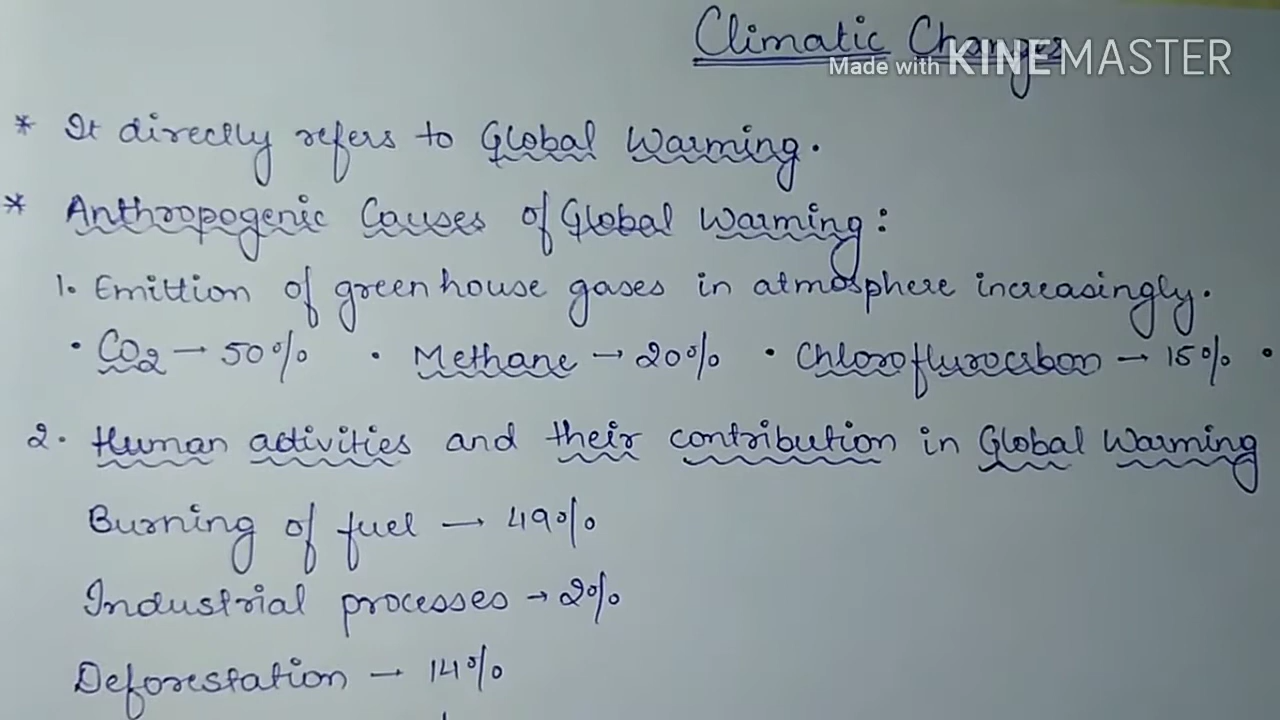 Climatic Changes
Made with KINEMASTER
* It directly refers to Global Warming.
* Anthropogenic Causes of Global Warming:
1. Emittion of greenhouse gases in atmosphere increasingly.
• CO2 → 50% • Methane → 20% • Chloroflurocarbon → 15% •
2. Human activities and their contribution in Global Warming
Burning of fuel → 49%
Industrial processes → 2%
Deforestation → 14%